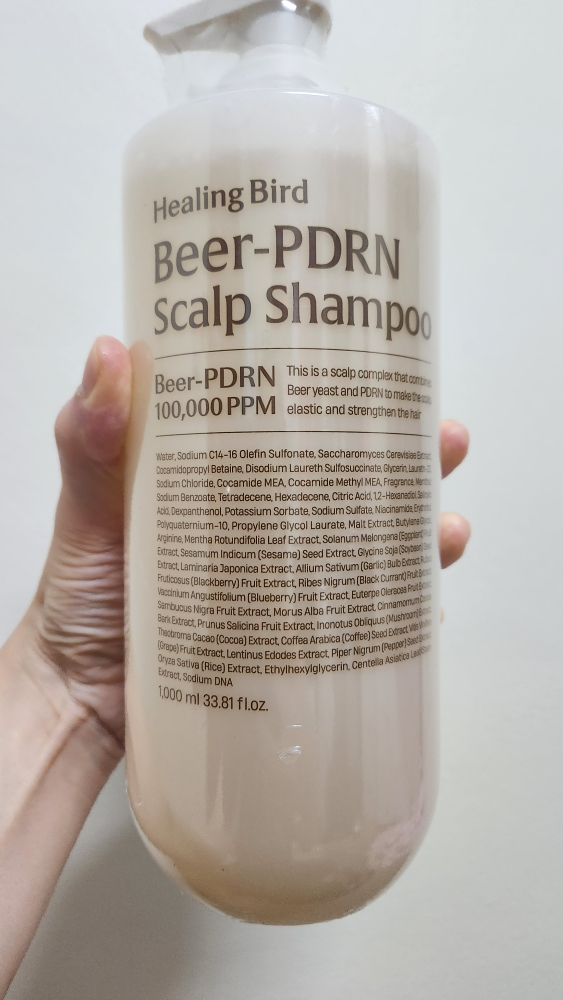 Healing Bird
Beer-PDRN
Scalp Shampoo
Beer-PDRN
100,000 PPM
This is a scalp complex that
Beer yeast and PDRN to make the
elastic and strengthen the hair
Water, Sodium C14-16 Olefin Sulfonate, Saccharomyces Cerevisiae
Cocamidopropyl Betaine, Disodium Laureth Sulfosuccinate, Glycerin,
Sodium Chloride, Cocamide MEA, Cocamide Methyl MEA, Fragrance,
Sodium Benzoate, Tetradecene, Hexadecene, Citric Acid, 1,2-Hexanediol,
Acid, Dexpanthenol, Potassium Sorbate, Sodium Sulfate, Niacinamide,
Polyquaternium-10, Propylene Glycol Laurate, Malt Extract, Butylene
Arginine, Mentha Rotundifolia Leaf Extract, Solanum Melongena (Eggplant)
Extract, Sesamum Indicum (Sesame) Seed Extract, Glycine Soja (Soybean)
Extract, Laminaria Japonica Extract, Allium Sativum (Garlic) Bulb Extract,
Fruticosus (Blackberry) Fruit Extract, Ribes Nigrum (Black Currant) Fruit
Vaccinium Angustifolium (Blueberry) Fruit Extract, Euterpe Oleracea Fruit
Sambucus Nigra Fruit Extract, Morus Alba Fruit Extract, Cinnamomum
Bark Extract, Prunus Salicina Fruit Extract, Inonotus Obliquus (Mushroom)
Theobroma Cacao (Cocoa) Extract, Coffea Arabica (Coffee) Seed Extract,
(Grape) Fruit Extract, Lentinus Edodes Extract, Piper Nigrum (Pepper) Seed
Oryza Sativa (Rice) Extract, Ethylhexylglycerin, Centella Asiatica
Extract, Sodium DNA
1,000 ml 33.81 fl.oz.